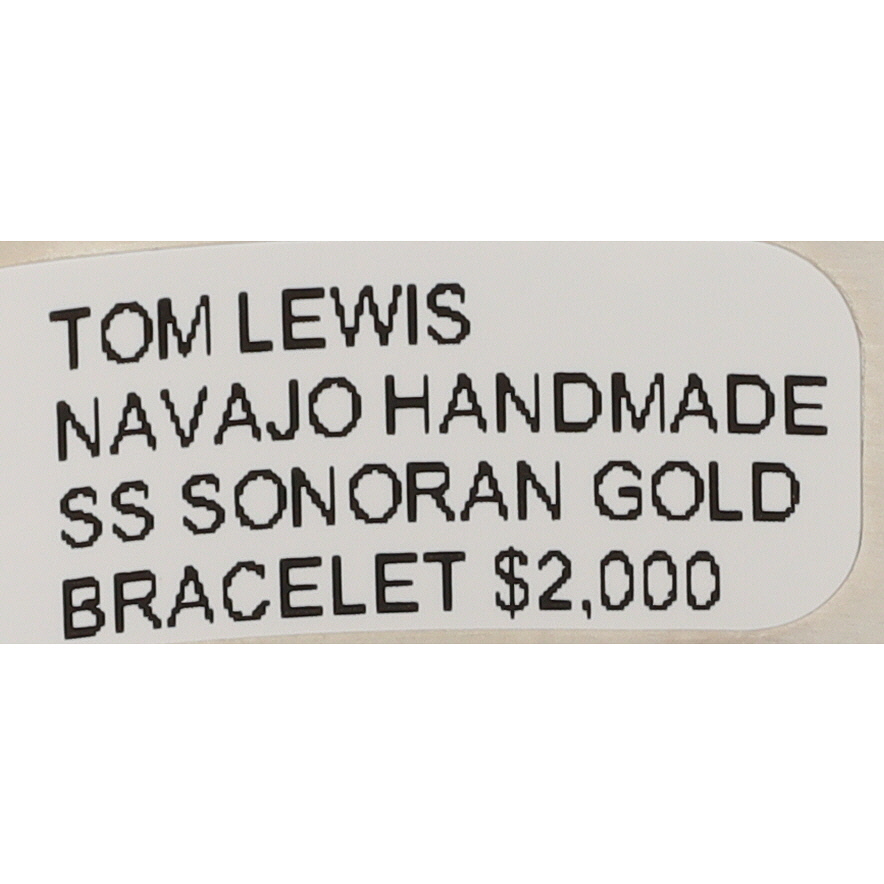 TOM LEWIS
NAVAJO HANDMADE
SS SONORAN GOLD
BRACELET $2,000